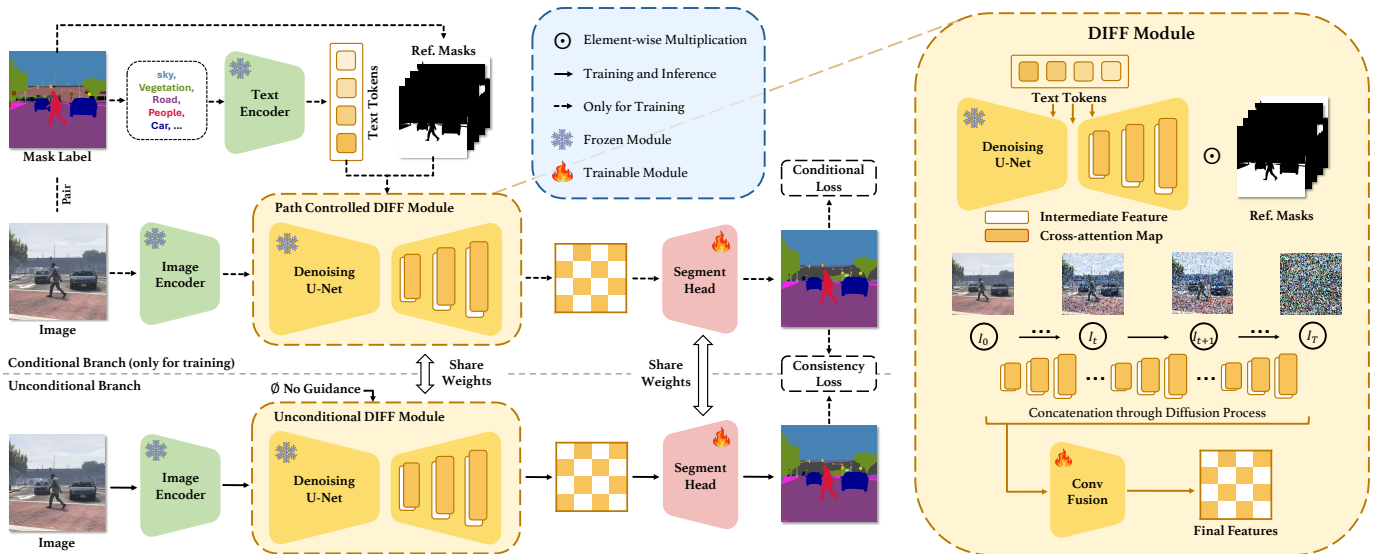 sky,
Vegetation,
Road,
People,
Car, ...
Mask Label
Text
Encoder
Text Tokens
Ref. Masks
Element-wise Multiplication
Training and Inference
Only for Training
Frozen Module
Trainable Module
Pair
Image
Image
Encoder
Path Controlled DIFF Module
Denoising
U-Net
Segment
Head
Conditional
Loss
Conditional Branch (only for training)
Unconditional Branch
Share
Weights
Share
Weights
Consistency
Loss
∅ No Guidance
Unconditional DIFF Module
Image
Image
Encoder
Denoising
U-Net
Segment
Head
DIFF Module
Text Tokens
Denoising
U-Net
Ref. Masks
Intermediate Feature
Cross-attention Map
I0
...
It
It+1
...
IT
... ...
Concatenation through Diffusion Process
Conv
Fusion
Final Features